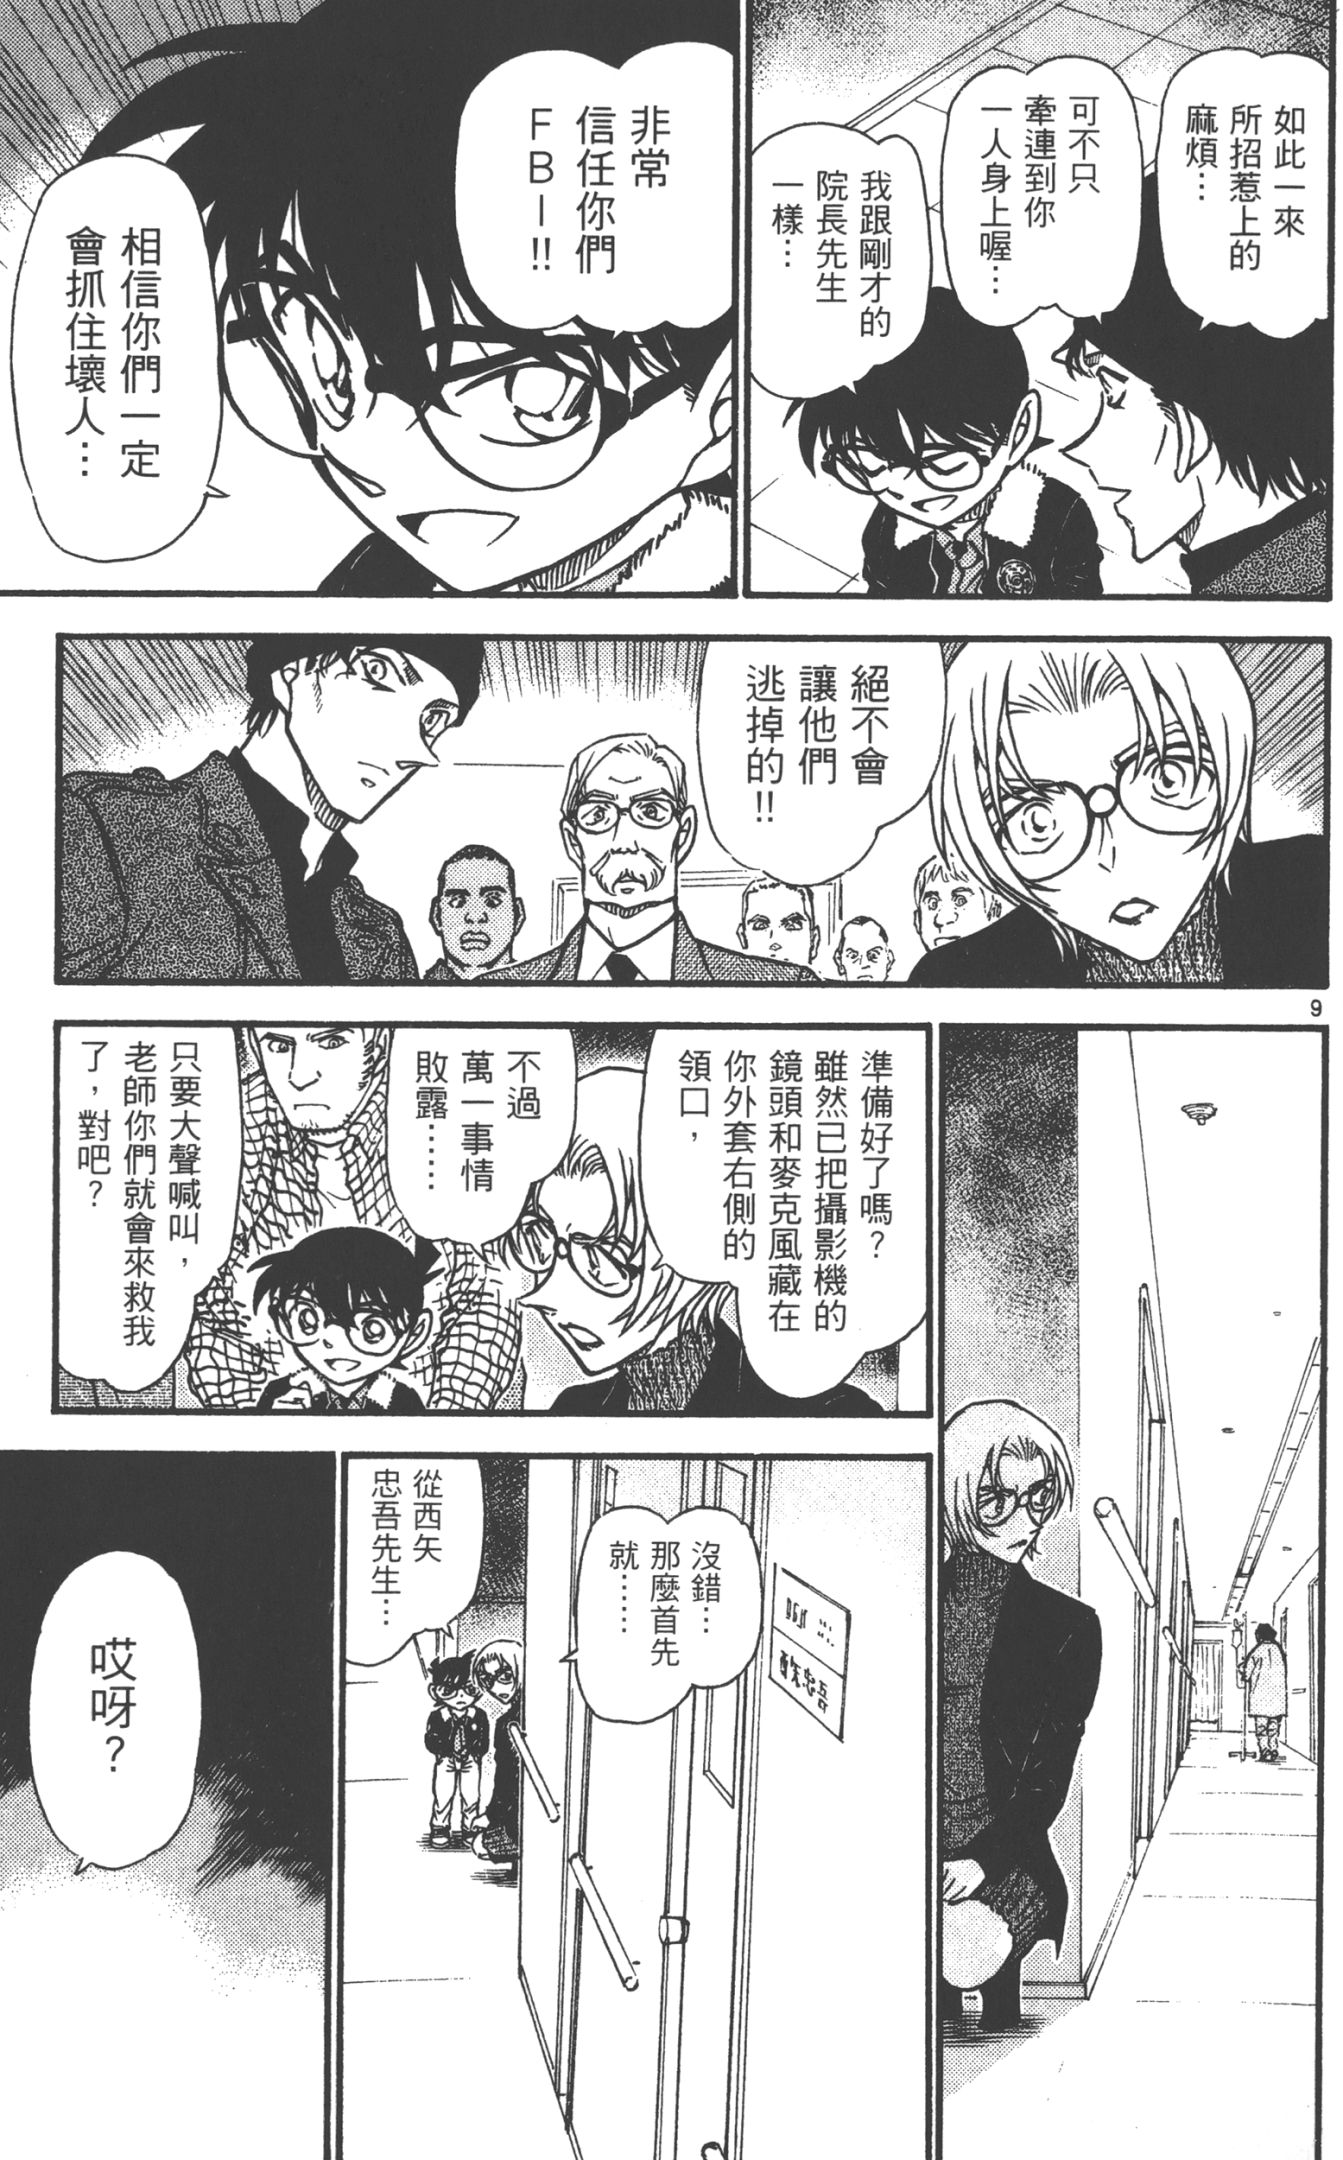 如此一來
所招惹上的
麻煩…
可不只
牽連到你
一人身上喔…
我跟剛才的
院長先生
一樣…
非常
信任你們
FBI!!
相信你們一定
會抓住壞人…
絕不會
讓他們
逃掉的!!
9
準備好了嗎？
雖然已把攝影機的
鏡頭和麥克風藏在
你外套右側的
領口，
不過
萬一事情
敗露……
只要大聲喊叫，
老師你們就會來救我
了，對吧？
沒錯…
那麼首先
就……
西矢忠吾
從西矢
忠吾先生…
哎呀？